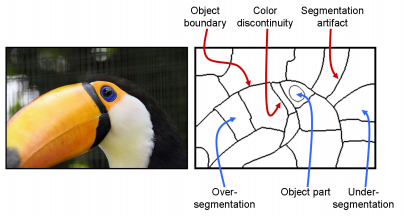 Object
boundary
Color
discontinuity
Segmentation
artifact
Over-
segmentation
Object part
Under-
segmentation